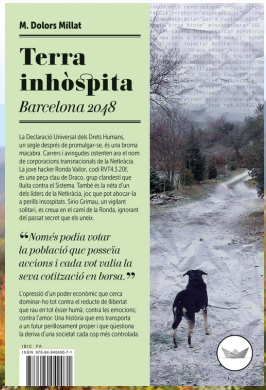 M. Dolors Millat
Terra
inhòspita
Barcelona 2048
La Declaració Universal dels Drets Humans,
un segle després de promulgar-se, és una broma
macabra. Carrers i avingudes ostenten ara el nom
de corporacions transnacionals de la Netkràcia.
La jove hacker Ronda Vailor, codi RVT43.20f,
és una peça clau de Draco, grup clandestí que
lluita contra el Sistema. També és la néta d'un
dels líders de la Netkràcia, joc que pot abocar-la
a perills insospitats. Sirio Grimau, un vigilant
solitari, es creua en el camí de la Ronda, ignorant
del passat secret que els uneix.
“Només podia votar
la població que posseïa
accions i cada vot valia la
seva cotització en borsa.”
L'opressió d'un poder econòmic que cerca
dominar-ho tot contra el reducte de llibertat
que rau en tot ésser humà; contra les emocions;
contra l'amor. Una història que ens transporta
a un futur perillosament proper i que qüestiona
la deriva d'una societat cada cop més controlada.
IBIC FA